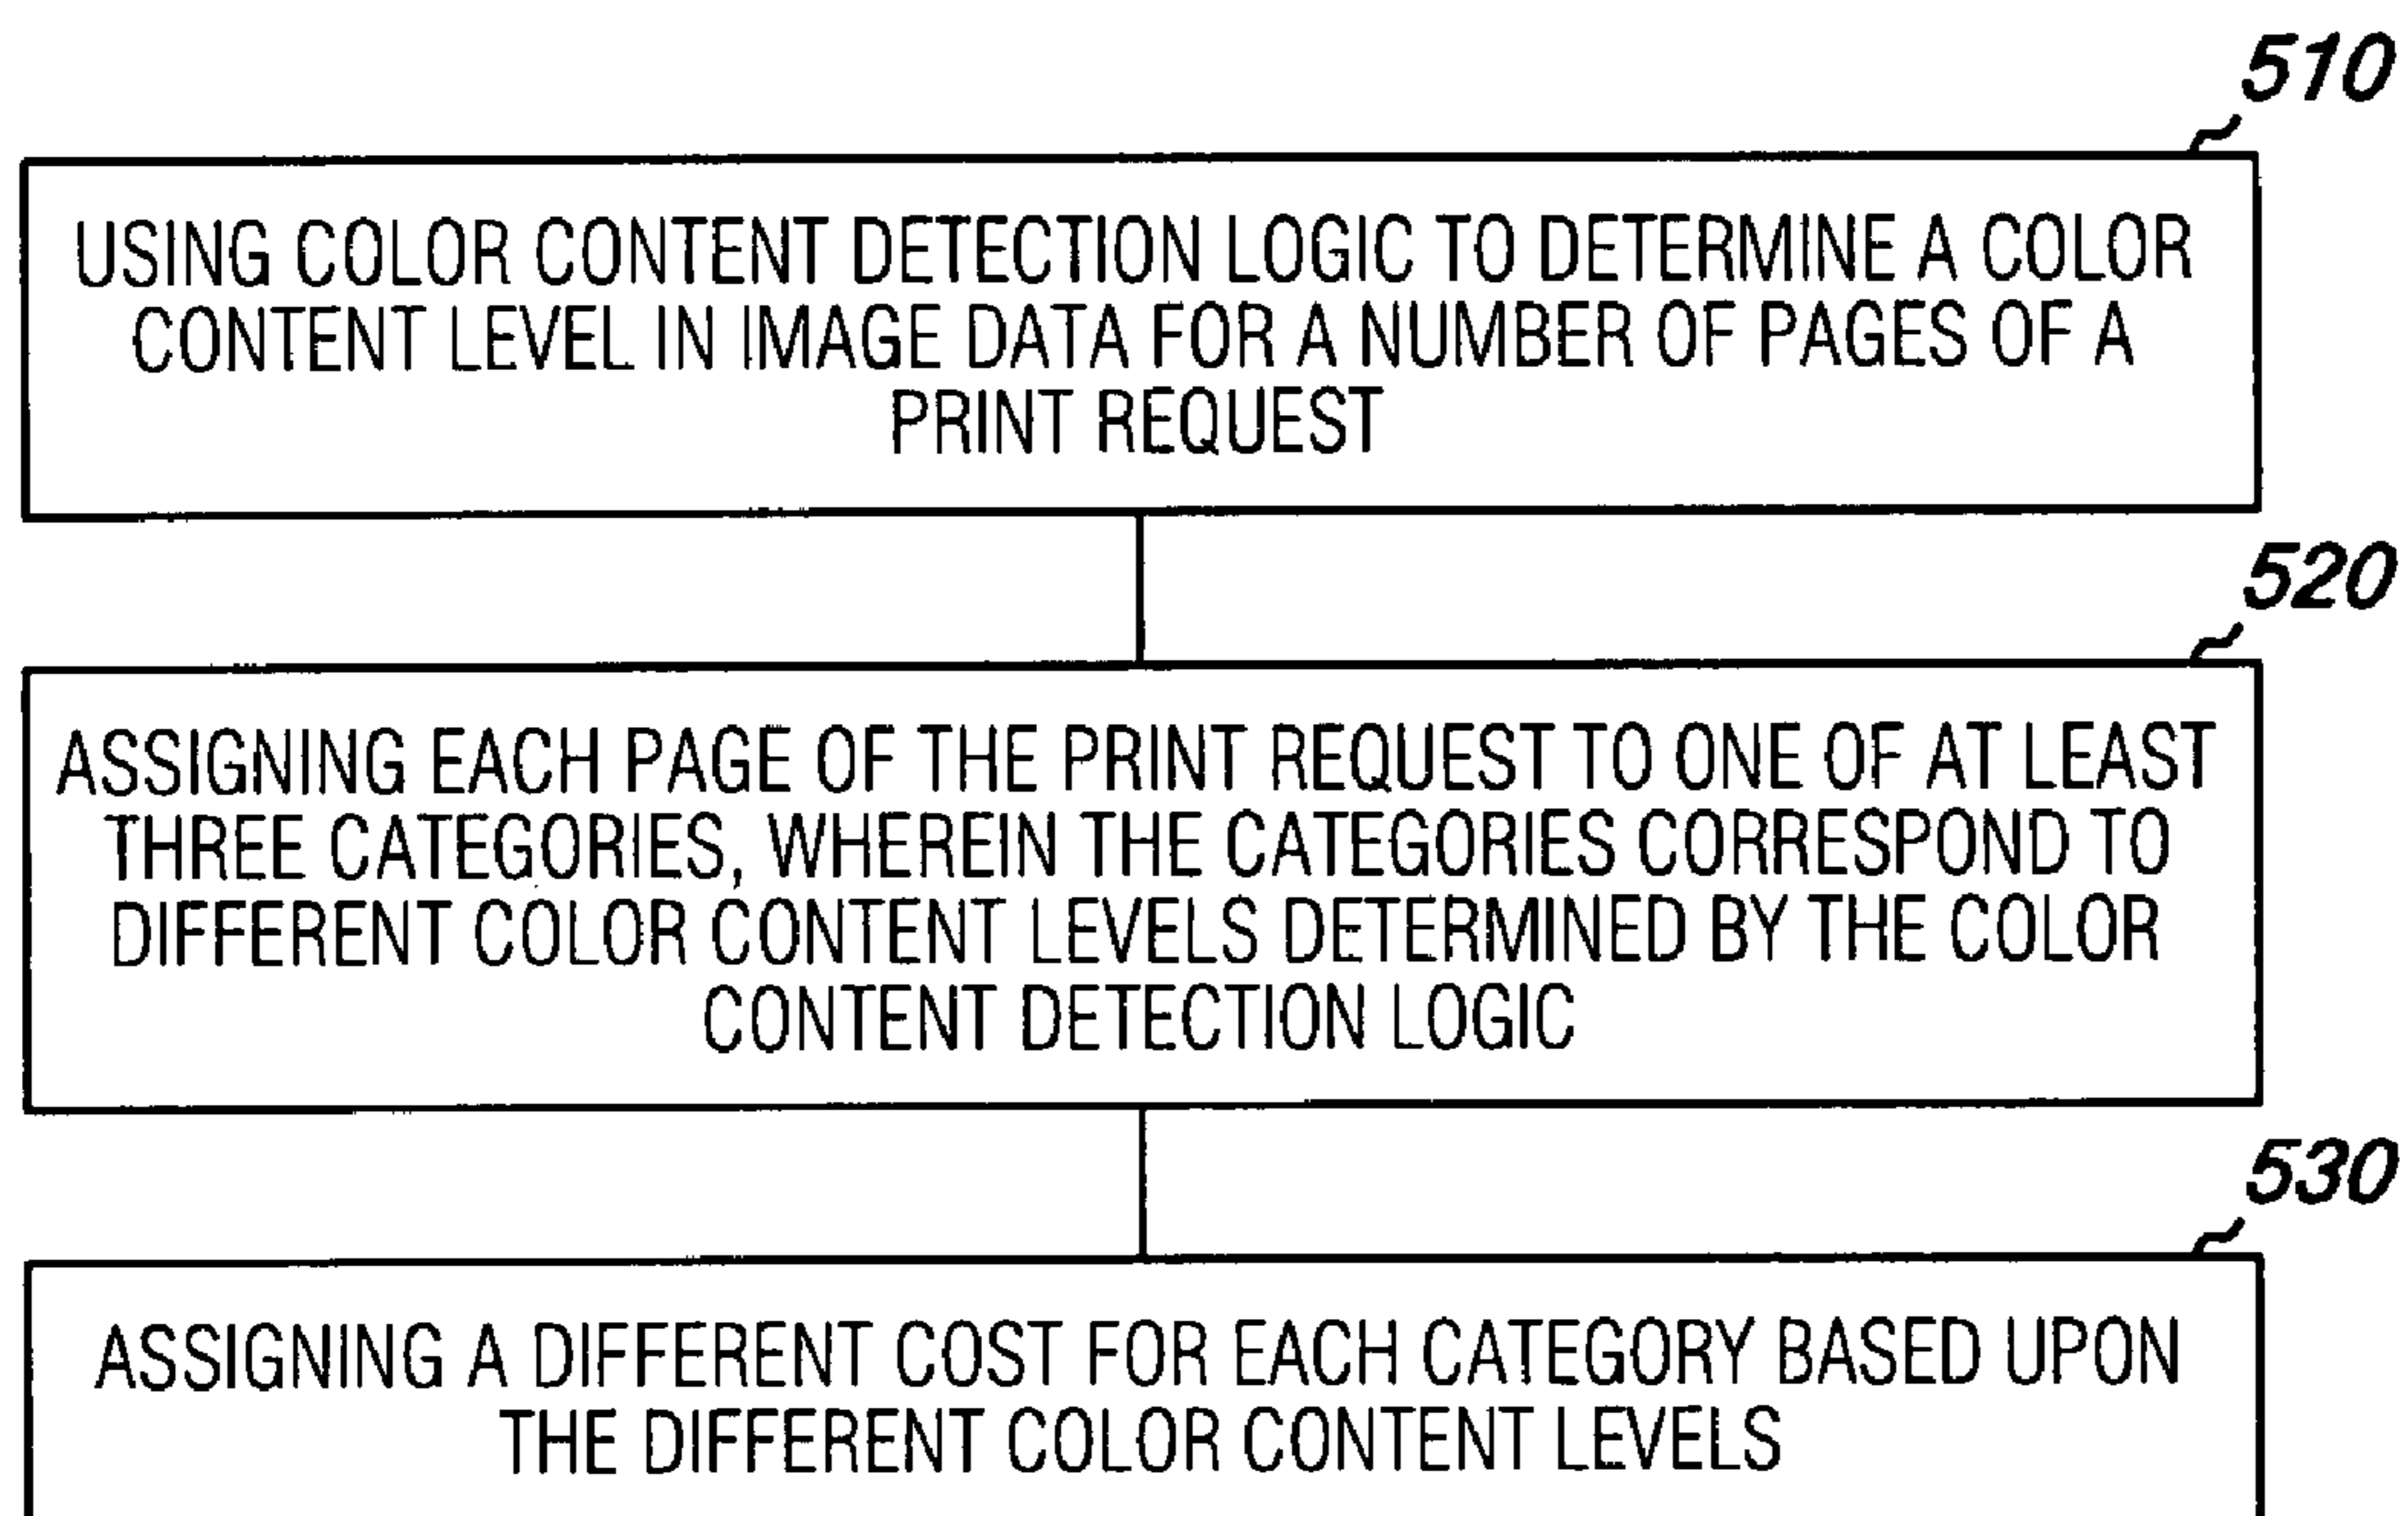 510
USING COLOR CONTENT DETECTION LOGIC TO DETERMINE A COLOR
CONTENT LEVEL IN IMAGE DATA FOR A NUMBER OF PAGES OF A
PRINT REQUEST
520
ASSIGNING EACH PAGE OF THE PRINT REQUEST TO ONE OF AT LEAST
THREE CATEGORIES, WHEREIN THE CATEGORIES CORRESPOND TO
DIFFERENT COLOR CONTENT LEVELS DETERMINED BY THE COLOR
CONTENT DETECTION LOGIC
530
ASSIGNING A DIFFERENT COST FOR EACH CATEGORY BASED UPON
THE DIFFERENT COLOR CONTENT LEVELS